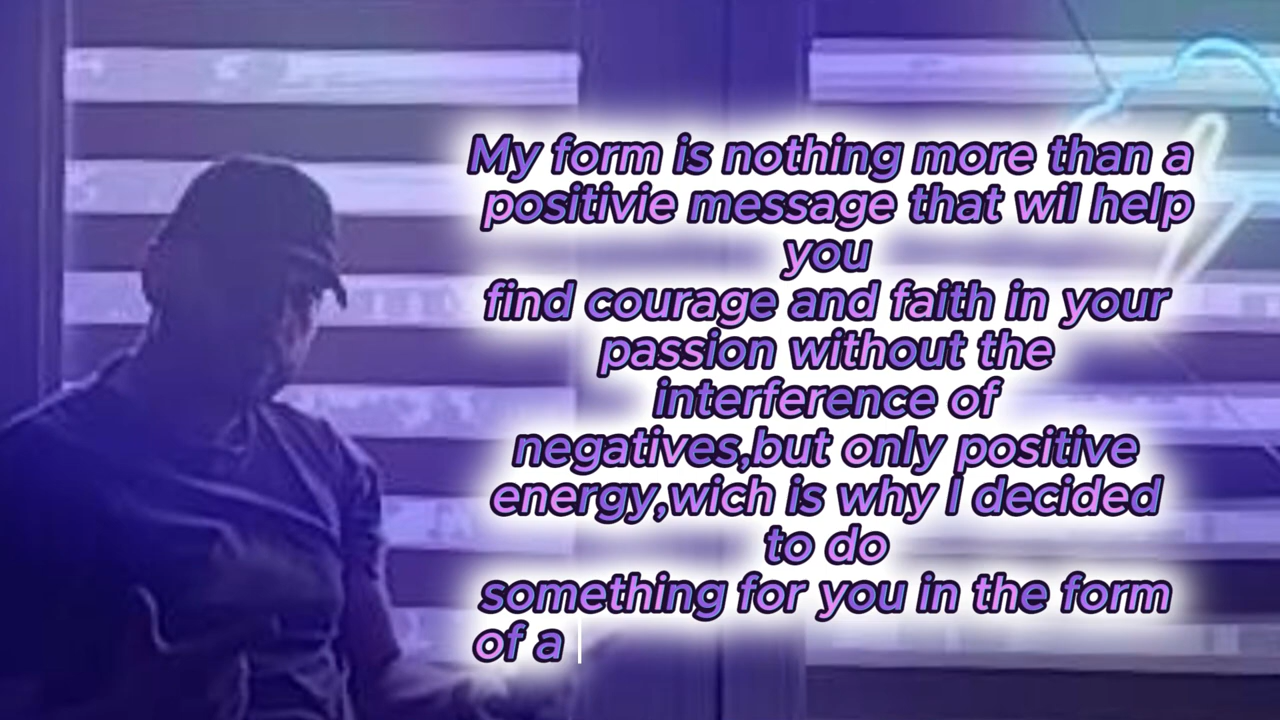 My form is nothing more than a
positivie message that wil help
you
find courage and faith in your
passion without the
interference of
negatives,but only positive
energy,wich is why I decided
to do
something for you in the form
of a